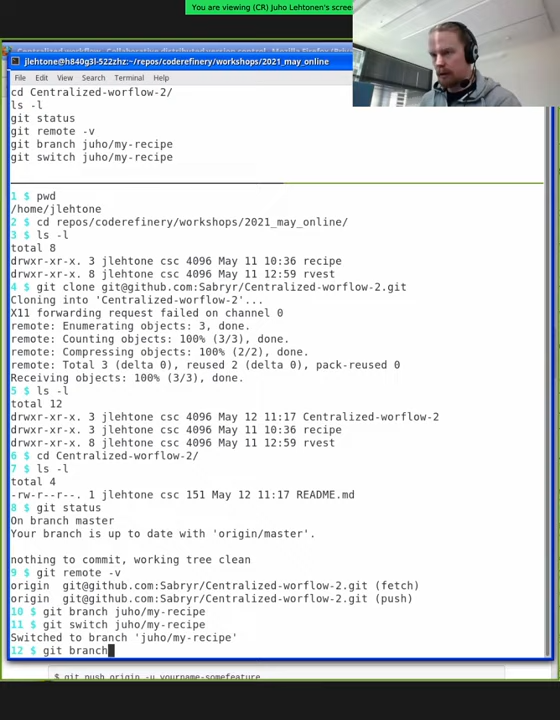 You are viewing (CR) Juho Lehtonen's screen
jlehtone@h840g3l-522zhz:~/repos/coderefinery/workshops/2021_may_online
File Edit View Search Terminal Help
cd Centralized-worflow-2/
ls -l
git status
git remote -v
git branch juho/my-recipe
git switch juho/my-recipe
1 $ pwd
/home/jlehtone
2 $ cd repos/coderefinery/workshops/2021_may_online/
3 $ ls -l
total 8
drwxr-xr-x. 3 jlehtone csc 4096 May 11 10:36 recipe
drwxr-xr-x. 8 jlehtone csc 4096 May 11 12:59 rvest
4 $ git clone git@github.com:Sabryr/Centralized-worflow-2.git
Cloning into 'Centralized-worflow-2'...
X11 forwarding request failed on channel 0
remote: Enumerating objects: 3, done.
remote: Counting objects: 100% (3/3), done.
remote: Compressing objects: 100% (2/2), done.
remote: Total 3 (delta 0), reused 2 (delta 0), pack-reused 0
Receiving objects: 100% (3/3), done.
5 $ ls -l
total 12
drwxr-xr-x. 3 jlehtone csc 4096 May 12 11:17 Centralized-worflow-2
drwxr-xr-x. 3 jlehtone csc 4096 May 11 10:36 recipe
drwxr-xr-x. 8 jlehtone csc 4096 May 11 12:59 rvest
6 $ cd Centralized-worflow-2/
7 $ ls -l
total 4
-rw-r--r--. 1 jlehtone csc 151 May 12 11:17 README.md
8 $ git status
On branch master
Your branch is up to date with 'origin/master'.
nothing to commit, working tree clean
9 $ git remote -v
origin git@github.com:Sabryr/Centralized-worflow-2.git (fetch)
origin git@github.com:Sabryr/Centralized-worflow-2.git (push)
10 $ git branch juho/my-recipe
11 $ git switch juho/my-recipe
Switched to branch 'juho/my-recipe'
12 $ git branch
$ git push origin -u yourname-somefeature